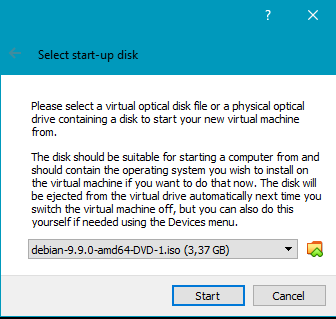 ?
Select start-up disk
Please select a virtual optical disk file or a physical optical
drive containing a disk to start your new virtual machine
from.
The disk should be suitable for starting a computer from and
should contain the operating system you wish to install on
the virtual machine if you want to do that now. The disk will
be ejected from the virtual drive automatically next time you
switch the virtual machine off, but you can also do this
yourself if needed using the Devices menu.
debian-9.9.0-amd64-DVD-1.iso (3,37 GB)
Start Cancel